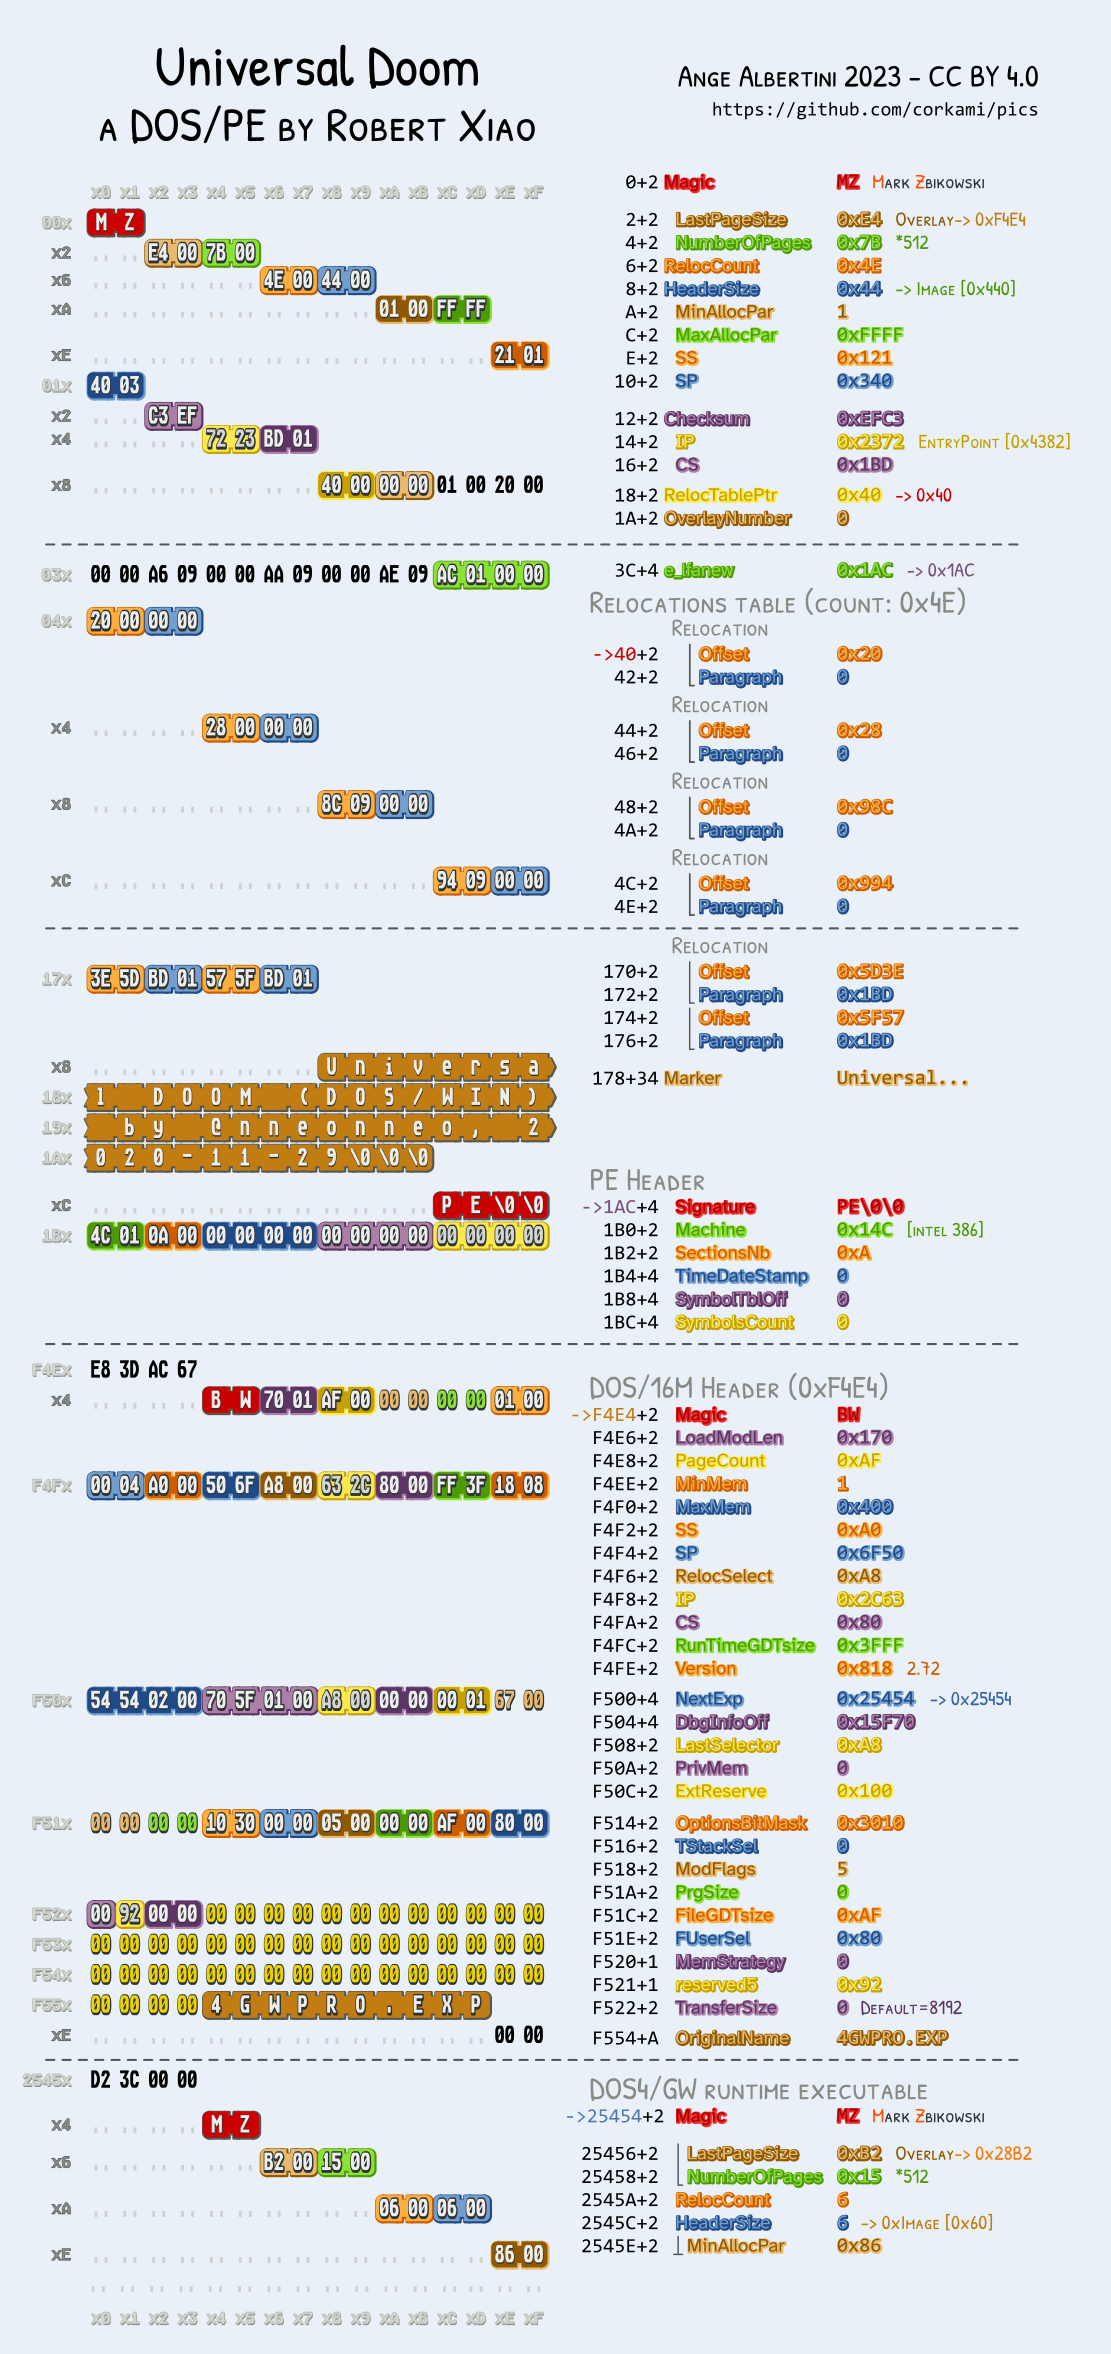 Universal Doom
a DOS/PE by Robert Xiao
Ange Albertini 2023 - CC BY 4.0
https://github.com/corkami/pics
x0 x1 x2 x3 x4 x5 x6 x7 x8 x9 xA xB xC xD xE xF
00x M Z
0+2 Magic MZ Mark Zbikowski
x2 E4 00 7B 00
2+2 LastPageSize 0xE4 Overlay-> 0xF4E4
4+2 NumberOfPages 0x7B *512
x6 4E 00 44 00
6+2 RelocCount 0x4E
8+2 HeaderSize 0x44 -> Image [0x440]
xA 01 00 FF FF
A+2 MinAllocPar 1
C+2 MaxAllocPar 0xFFFF
xE 21 01
E+2 SS 0x121
01x 40 03
10+2 SP 0x340
x2 C3 EF
12+2 Checksum 0xEFC3
x4 72 23 BD 01
14+2 IP 0x2372 EntryPoint [0x4382]
16+2 CS 0x1BD
x8 40 00 00 00 01 00 20 00
18+2 RelocTablePtr 0x40 -> 0x40
1A+2 OverlayNumber 0
03x 00 00 A6 09 00 00 AA 09 00 00 AE 09 AC 01 00 00
3C+4 e_lfanew 0x1AC -> 0x1AC
Relocations table (count: 0x4E)
04x 20 00 00 00
Relocation
->40+2 Offset 0x20
42+2 Paragraph 0
x4 28 00 00 00
Relocation
44+2 Offset 0x28
46+2 Paragraph 0
x8 8C 09 00 00
Relocation
48+2 Offset 0x98C
4A+2 Paragraph 0
xC 94 09 00 00
Relocation
4C+2 Offset 0x994
4E+2 Paragraph 0
17x 3E 5D BD 01 57 5F BD 01
Relocation
170+2 Offset 0x5D3E
172+2 Paragraph 0x1BD
174+2 Offset 0x5F57
176+2 Paragraph 0x1BD
x8 U n i v e r s a
18x l D O O M ( D O S / W I N )
19x b y @ n n e o n n e o , 2
1Ax 0 2 0 - 1 1 - 2 9 \0 \0 \0
178+34 Marker Universal...
PE Header
xC P E \0 \0
->1AC+4 Signature PE\0\0
1Bx 4C 01 0A 00 00 00 00 00 00 00 00 00 00 00 00 00
1B0+2 Machine 0x14C [Intel 386]
1B2+2 SectionsNb 0xA
1B4+4 TimeDateStamp 0
1B8+4 SymbolTblOff 0
1BC+4 SymbolsCount 0
F4Ex E8 3D AC 67
DOS/16M Header (0xF4E4)
x4 B W 70 01 AF 00 00 00 00 00 01 00
->F4E4+2 Magic BW
F4E6+2 LoadModLen 0x170
F4E8+2 PageCount 0xAF
F4EE+2 MinMem 1
F4Fx 00 04 A0 00 50 6F A8 00 63 2C 80 00 FF 3F 18 08
F4F0+2 MaxMem 0x400
F4F2+2 SS 0xA0
F4F4+2 SP 0x6F50
F4F6+2 RelocSelect 0xA8
F4F8+2 IP 0x2C63
F4FA+2 CS 0x80
F4FC+2 RunTimeGDTsize 0x3FFF
F4FE+2 Version 0x818 2.72
F50x 54 54 02 00 70 5F 01 00 A8 00 00 00 00 01 67 00
F500+4 NextExp 0x25454 -> 0x25454
F504+4 DbgInfoOff 0x15F70
F508+2 LastSelector 0xA8
F50A+2 PrivMem 0
F50C+2 ExtReserve 0x100
F51x 00 00 00 00 10 30 00 00 05 00 00 00 AF 00 80 00
F514+2 OptionsBitMask 0x3010
F516+2 TStackSel 0
F518+2 ModFlags 5
F51A+2 PrgSize 0
F51C+2 FileGDTsize 0xAF
F51E+2 FUserSel 0x80
F52x 00 92 00 00 00 00 00 00 00 00 00 00 00 00 00 00
F53x 00 00 00 00 00 00 00 00 00 00 00 00 00 00 00 00
F54x 00 00 00 00 00 00 00 00 00 00 00 00 00 00 00 00
F55x 00 00 00 00 4 G W P R O . E X P
xE 00 00
F520+1 MemStrategy 0
F521+1 reserved5 0x92
F522+2 TransferSize 0 Default=8192
F554+A OriginalName 4GWPRO.EXP
2545x D2 3C 00 00
DOS4/GW runtime executable
x4 M Z
->25454+2 Magic MZ Mark Zbikowski
x6 B2 00 15 00
25456+2 LastPageSize 0xB2 Overlay-> 0x28B2
25458+2 NumberOfPages 0x15 *512
xA 06 00 06 00
2545A+2 RelocCount 6
2545C+2 HeaderSize 6 -> 0xImage [0x60]
xE 86 00
2545E+2 MinAllocPar 0x86
x0 x1 x2 x3 x4 x5 x6 x7 x8 x9 xA xB xC xD xE xF